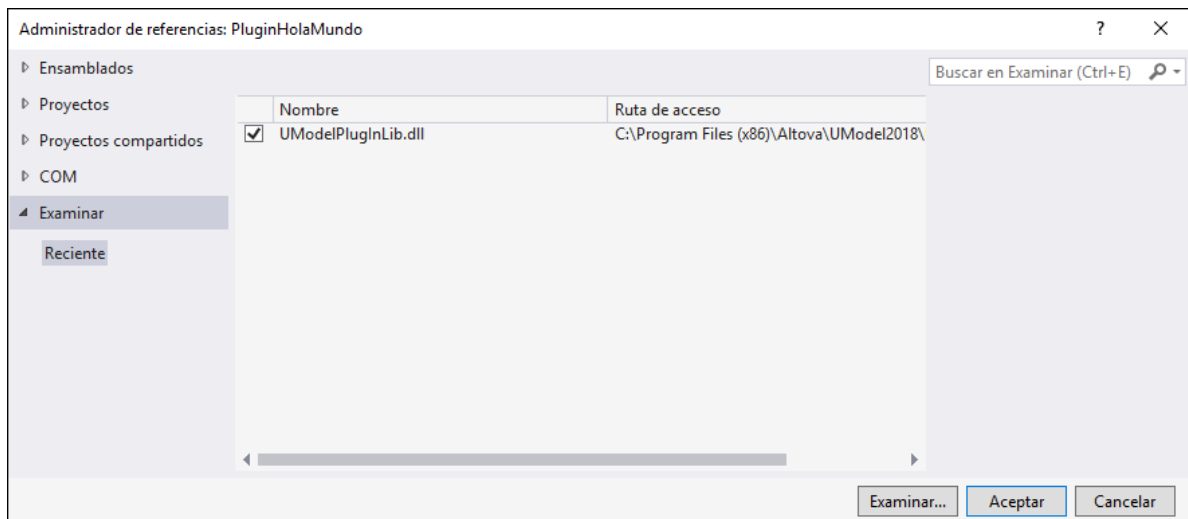 Administrador de referencias: PluginHolaMundo
?
Ensamblados
Proyectos
Proyectos compartidos
COM
Examinar
Reciente
Buscar en Examinar (Ctrl+E)
Nombre Ruta de acceso
UModelPlugInLib.dll C:\Program Files (x86)\Altova\UModel2018\
Examinar... Aceptar Cancelar